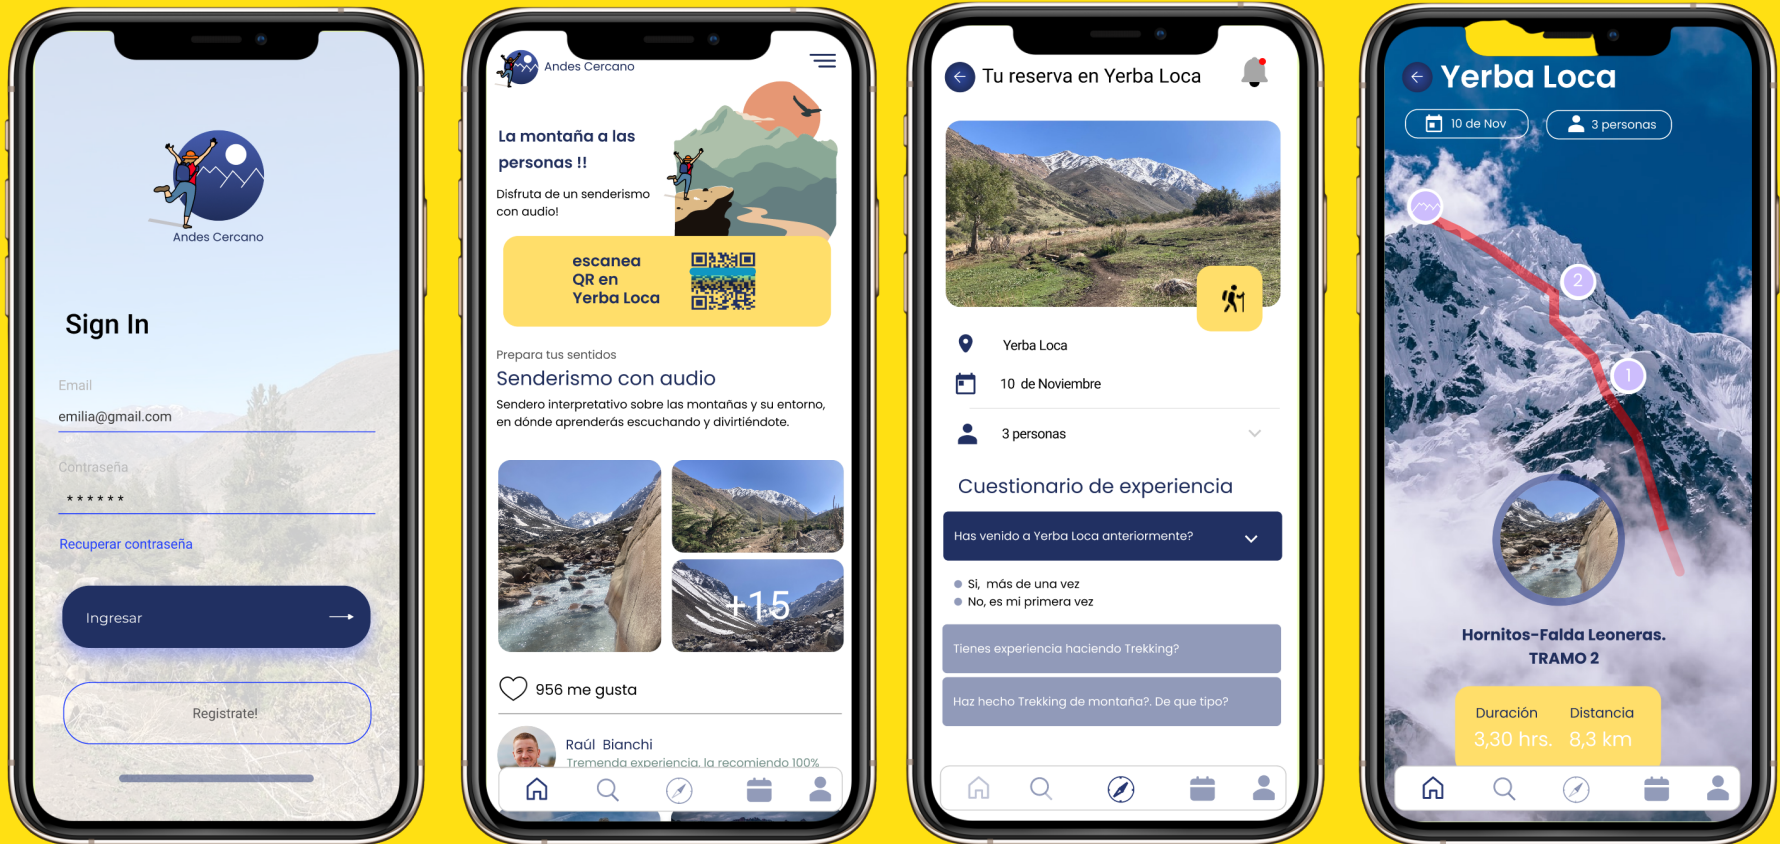 Andes Cercano
Sign In
Email
emilia@gmail.com
Contraseña
* * * * * *
Recuperar contraseña
Ingresar
Registrate!
Andes Cercano
La montaña a las
personas !!
Disfruta de un senderismo
con audio!
escanea
QR en
Yerba Loca
Prepara tus sentidos
Senderismo con audio
Sendero interpretativo sobre las montañas y su entorno,
en dónde aprenderás escuchando y divirtiéndote.
+15
956 me gusta
Raúl Bianchi
Tremenda experiencia, la recomiendo 100%
Tu reserva en Yerba Loca
Yerba Loca
10 de Noviembre
3 personas
Cuestionario de experiencia
Has venido a Yerba Loca anteriormente?
Si, más de una vez
No, es mi primera vez
Tienes experiencia haciendo Trekking?
Haz hecho Trekking de montaña?. De que tipo?
Yerba Loca
10 de Nov
3 personas
2
1
Hornitos-Falda Leoneras.
TRAMO 2
Duración Distancia
3,30 hrs. 8,3 km